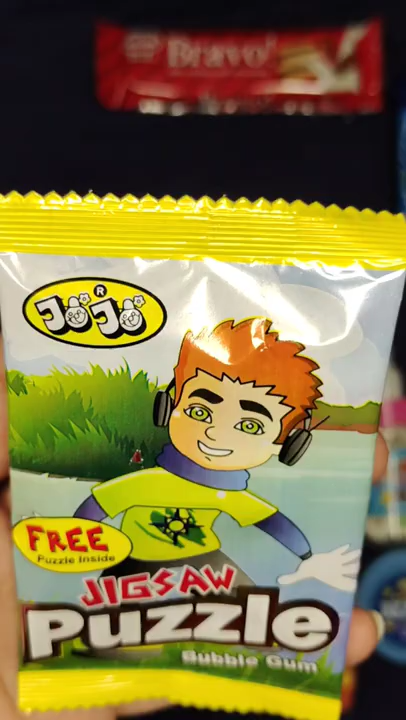 Bravo!
JoJo
®
FREE
Puzzle Inside
JIGSAW
Puzzle
Bubble Gum